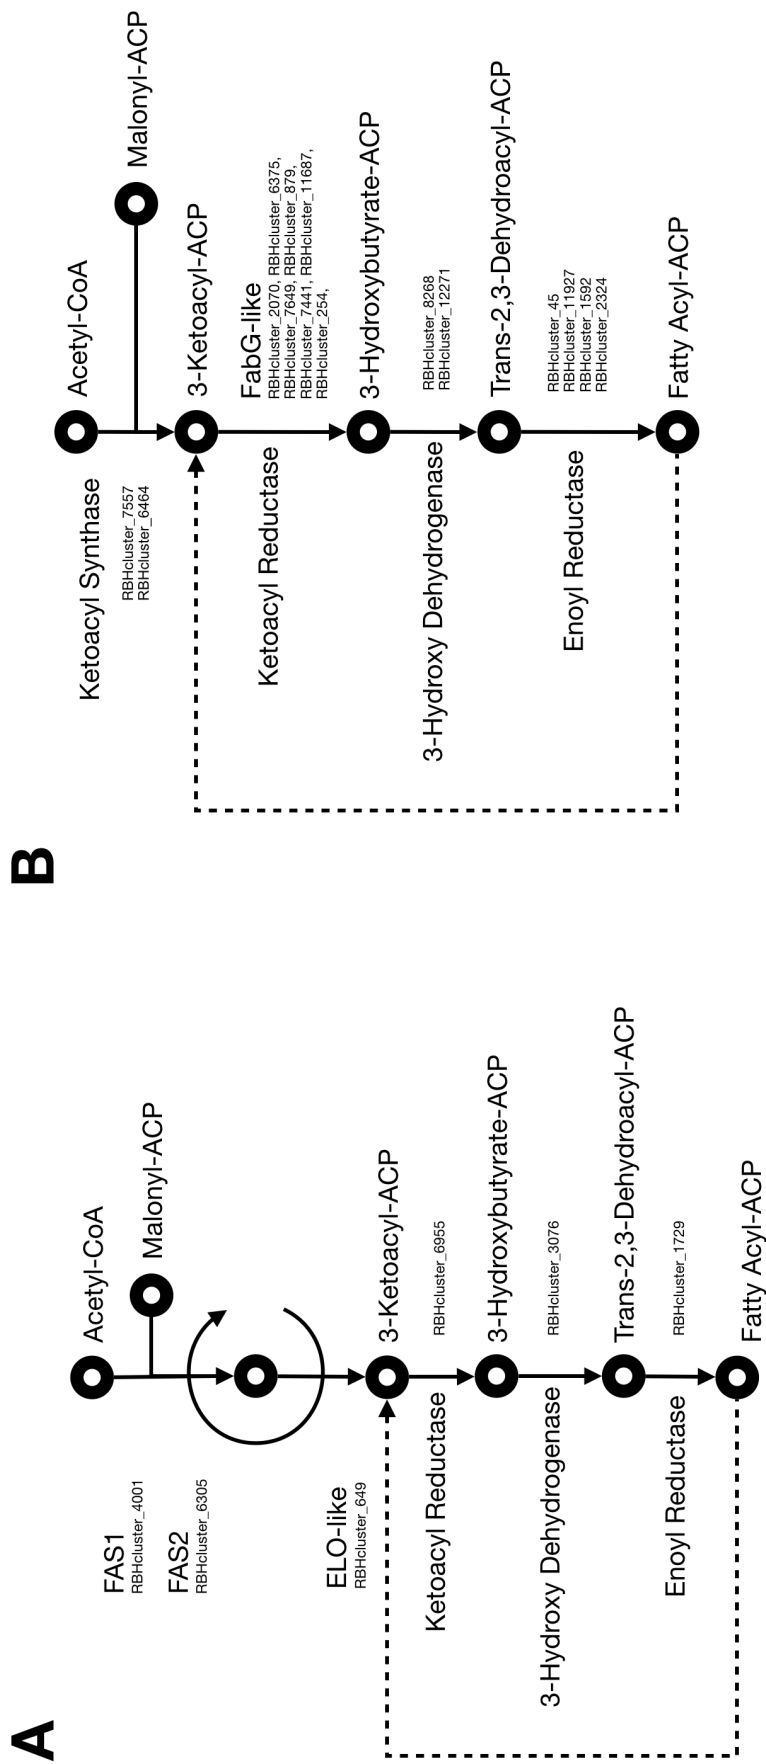 A
Acetyl-CoA
Malonyl-ACP
FAS1
RBHcluster_4001
FAS2
RBHcluster_6305
ELO-like
RBHcluster_649
3-Ketoacyl-ACP
Ketoacyl Reductase
RBHcluster_6955
3-Hydroxybutyrate-ACP
3-Hydroxy Dehydrogenase
RBHcluster_3076
Trans-2,3-Dehydroacyl-ACP
Enoyl Reductase
RBHcluster_1729
Fatty Acyl-ACP
B
Acetyl-CoA
Malonyl-ACP
Ketoacyl Synthase
RBHcluster_7557
RBHcluster_6464
3-Ketoacyl-ACP
Ketoacyl Reductase
FabG-like
RBHcluster_2070, RBHcluster_6375,
RBHcluster_7649, RBHcluster_879,
RBHcluster_7441, RBHcluster_11687,
RBHcluster_254,
3-Hydroxybutyrate-ACP
3-Hydroxy Dehydrogenase
RBHcluster_8268
RBHcluster_12271
Trans-2,3-Dehydroacyl-ACP
Enoyl Reductase
RBHcluster_45
RBHcluster_11927
RBHcluster_1592
RBHcluster_2324
Fatty Acyl-ACP